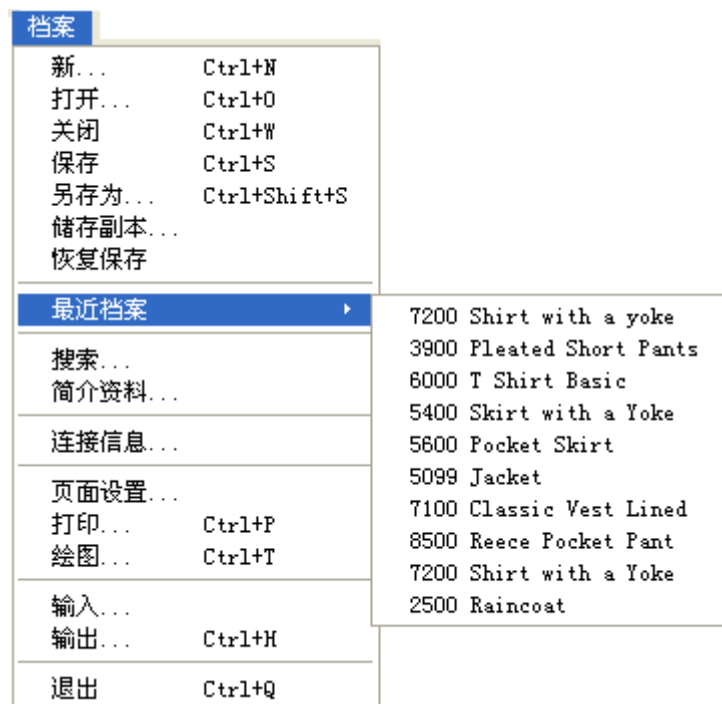 档案
新... Ctrl+N
打开... Ctrl+O
关闭 Ctrl+W
保存 Ctrl+S
另存为... Ctrl+Shift+S
储存副本...
恢复保存
最近档案
7200 Shirt with a yoke
3900 Pleated Short Pants
6000 T Shirt Basic
5400 Skirt with a Yoke
5600 Pocket Skirt
5099 Jacket
7100 Classic Vest Lined
8500 Reece Pocket Pant
7200 Shirt with a Yoke
2500 Raincoat
搜索...
简介资料...
连接信息...
页面设置...
打印... Ctrl+P
绘图... Ctrl+T
输入...
输出... Ctrl+H
退出 Ctrl+Q